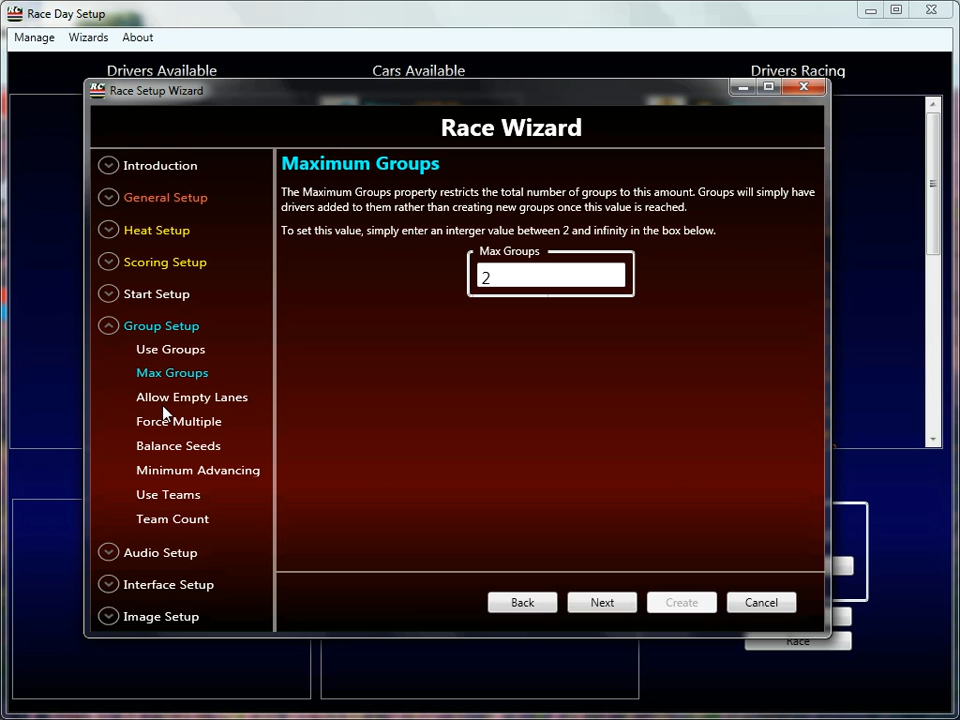 RC Race Day Setup
Manage Wizards About
Drivers Available Cars Available Drivers Racing
RC Race Setup Wizard
Race Wizard
Introduction
General Setup
Heat Setup
Scoring Setup
Start Setup
Group Setup
Use Groups
Max Groups
Allow Empty Lanes
Force Multiple
Balance Seeds
Minimum Advancing
Use Teams
Team Count
Audio Setup
Interface Setup
Image Setup
Maximum Groups
The Maximum Groups property restricts the total number of groups to this amount. Groups will simply have
drivers added to them rather than creating new groups once this value is reached.
To set this value, simply enter an interger value between 2 and infinity in the box below.
Max Groups
2
Back Next Create Cancel
Race